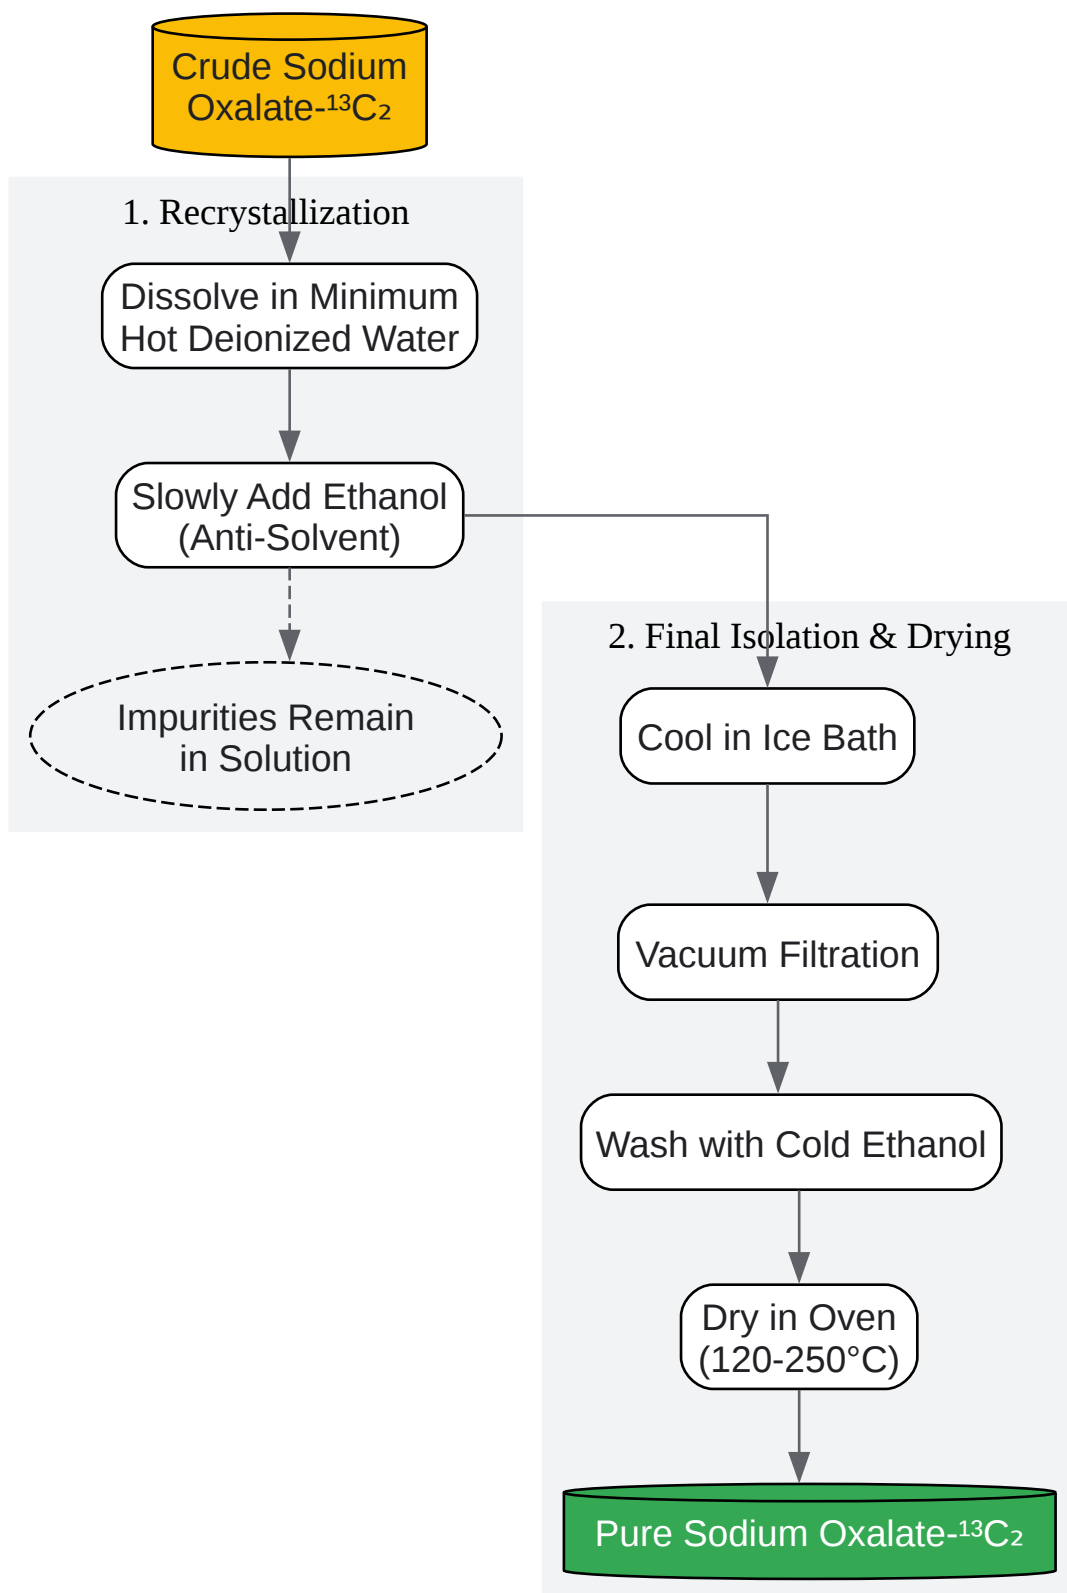 Crude Sodium
Oxalate-¹³C₂
1. Recrystallization
Dissolve in Minimum
Hot Deionized Water
Slowly Add Ethanol
(Anti-Solvent)
Impurities Remain
in Solution
2. Final Isolation & Drying
Cool in Ice Bath
Vacuum Filtration
Wash with Cold Ethanol
Dry in Oven
(120-250°C)
Pure Sodium Oxalate-¹³C₂